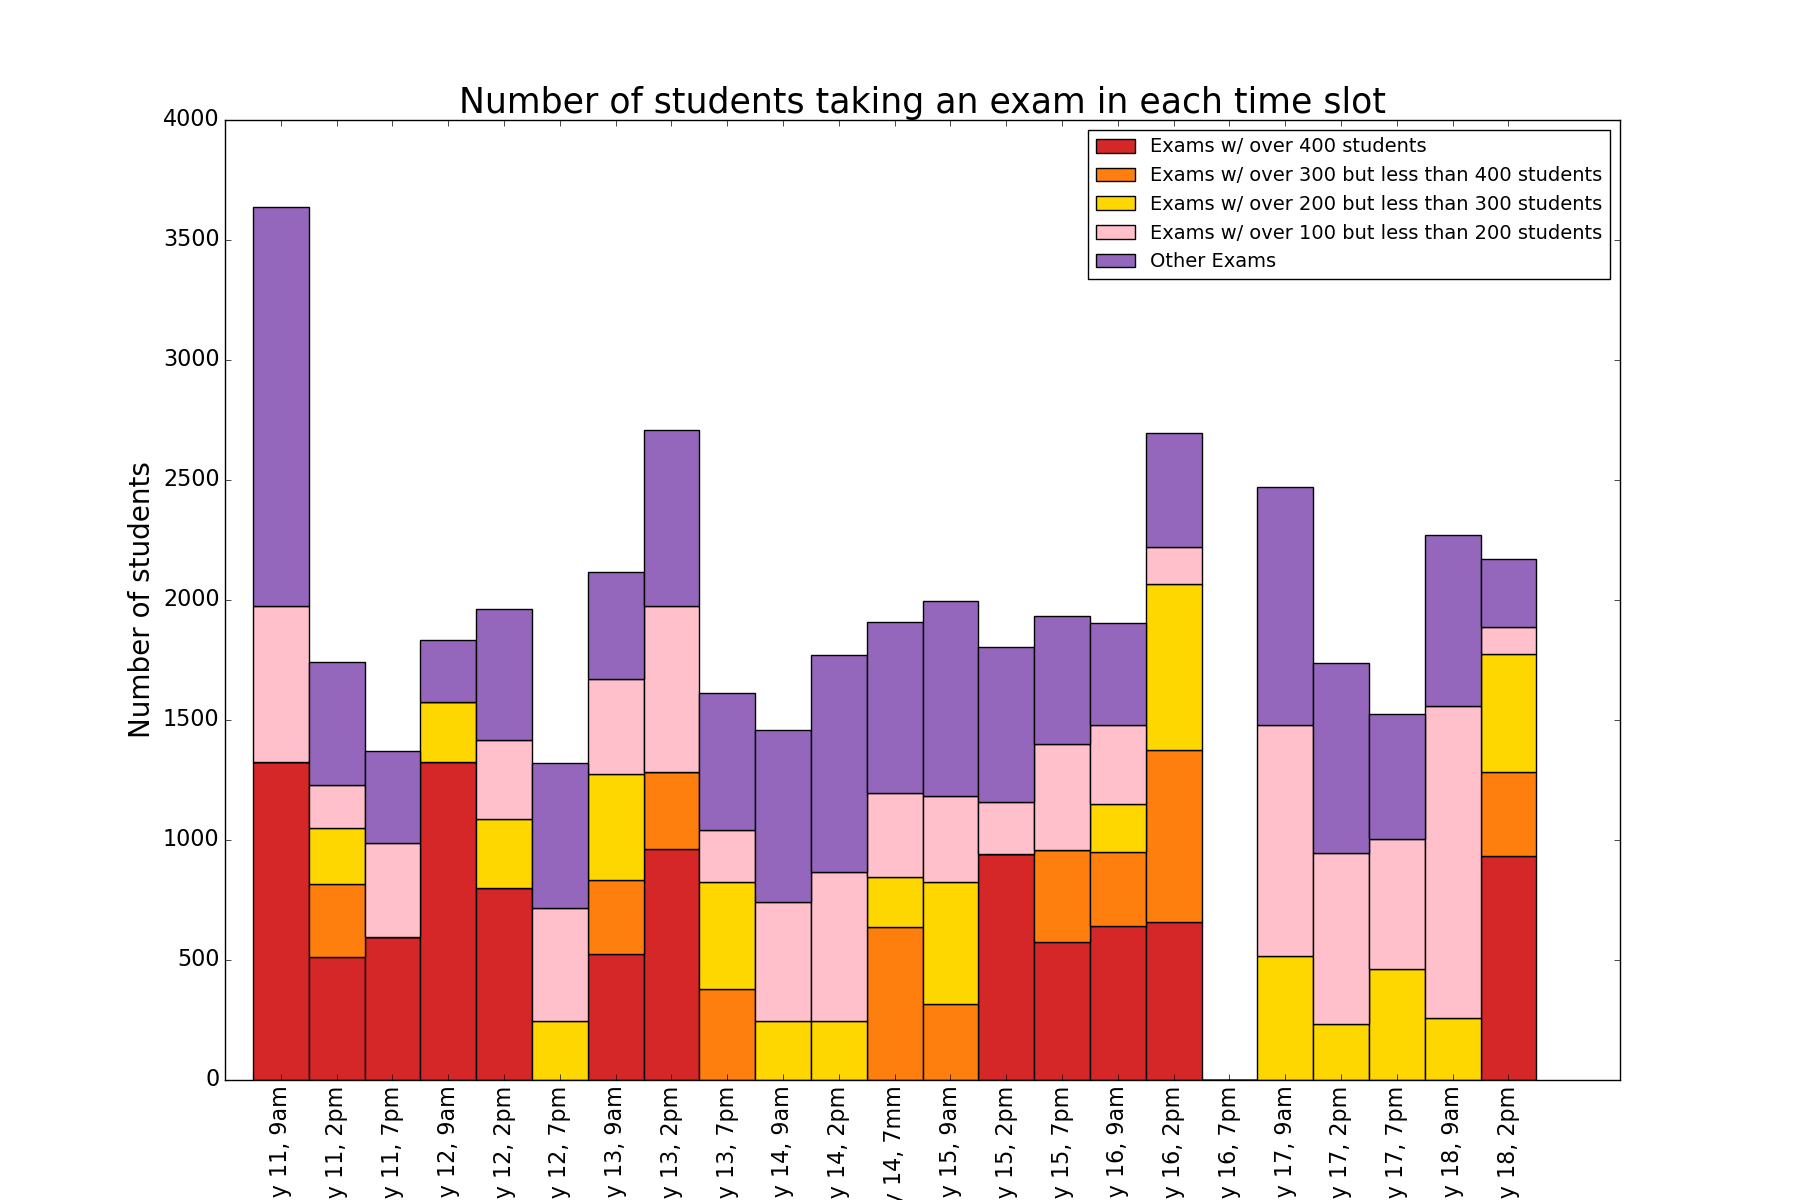 Number of students taking an exam in each time slot
Exams w/ over 400 students
Exams w/ over 300 but less than 400 students
Exams w/ over 200 but less than 300 students
Exams w/ over 100 but less than 200 students
Other Exams
Number of students
4000
3500
3000
2500
2000
1500
1000
500
0
y 11, 9am
y 11, 2pm
y 11, 7pm
y 12, 9am
y 12, 2pm
y 12, 7pm
y 13, 9am
y 13, 2pm
y 13, 7pm
y 14, 9am
y 14, 2pm
y 14, 7mm
y 15, 9am
y 15, 2pm
y 15, 7pm
y 16, 9am
y 16, 2pm
y 16, 7pm
y 17, 9am
y 17, 2pm
y 17, 7pm
y 18, 9am
y 18, 2pm